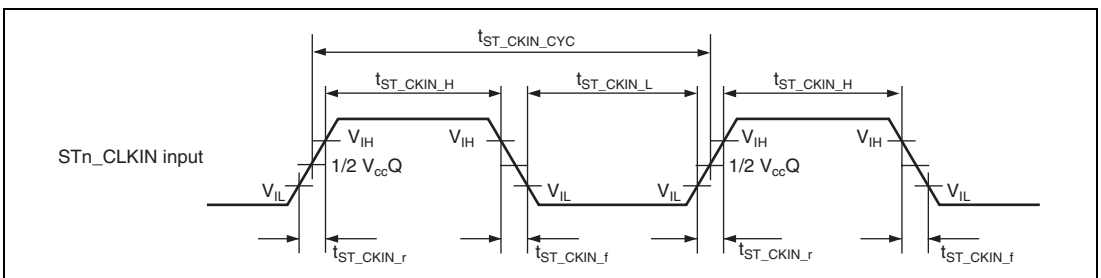 t_ST_CKIN_CYC
t_ST_CKIN_H t_ST_CKIN_L t_ST_CKIN_H
V_IH V_IH V_IH V_IH
STn_CLKIN input 1/2 V_ccQ 1/2 V_ccQ
V_IL V_IL V_IL V_IL
t_ST_CKIN_r t_ST_CKIN_f t_ST_CKIN_r t_ST_CKIN_f